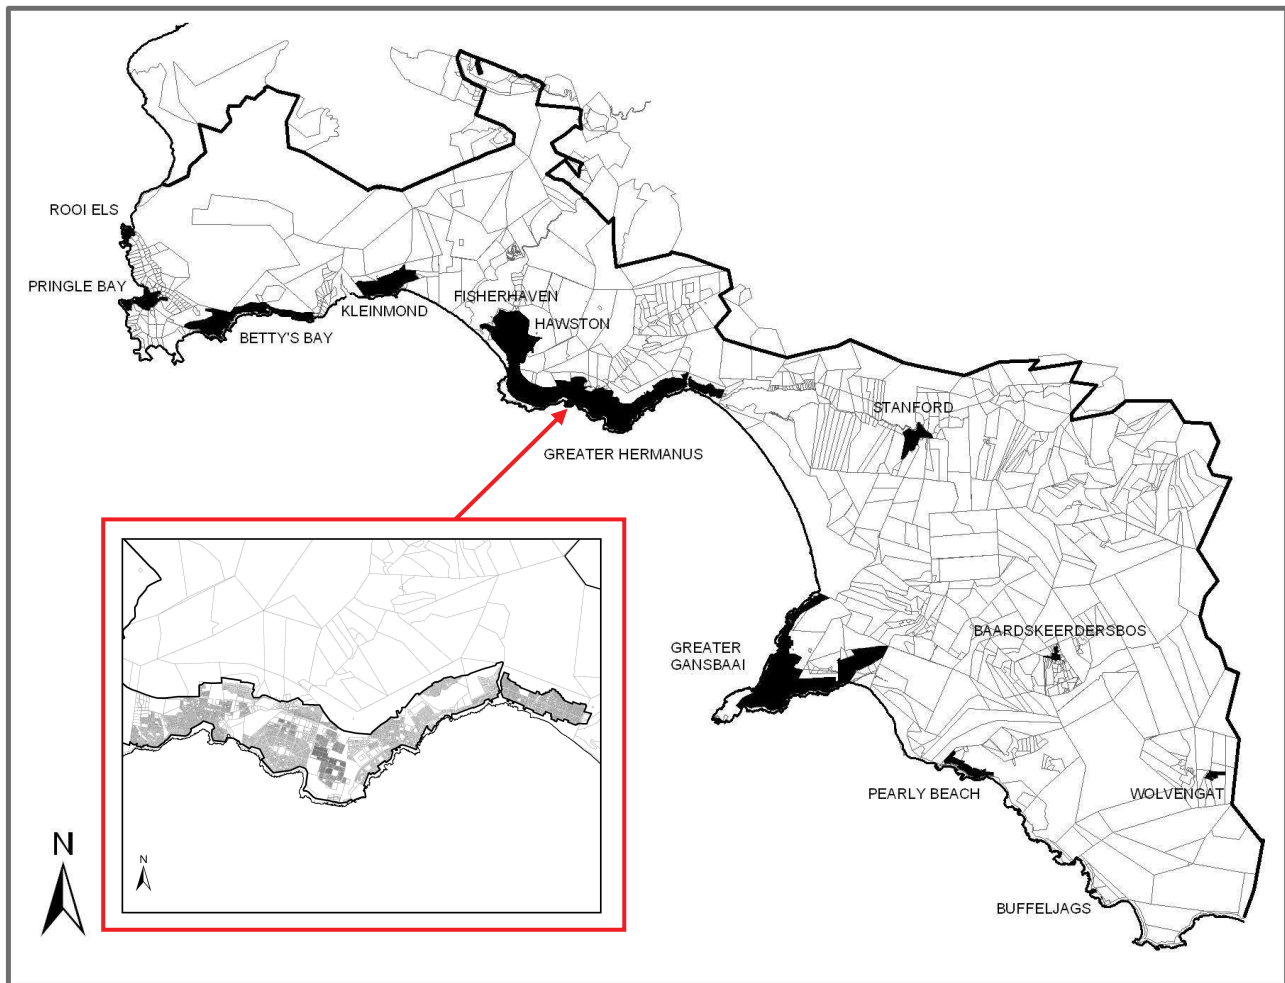 ROOI ELS
PRINGLE BAY
BETTY'S BAY
KLEINMOND
FISHERHAVEN
HAWSTON
GREATER HERMANUS
STANFORD
GREATER
GANSBAAI
BAARDSKEERDERSBOS
PEARLY BEACH
WOLVENGAT
BUFFELJAGS
N
N